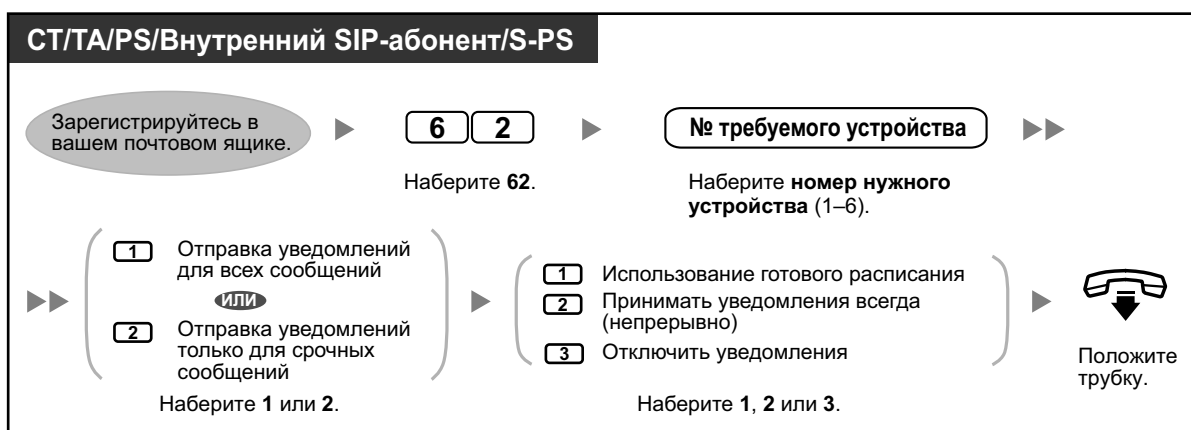 СТ/ТА/PS/Внутренний SIP-абонент/S-PS
Зарегистрируйтесь в
вашем почтовом ящике.
6 2
Наберите 62.
№ требуемого устройства
Наберите номер нужного
устройства (1–6).
1 Отправка уведомлений
для всех сообщений
ИЛИ
2 Отправка уведомлений
только для срочных
сообщений
Наберите 1 или 2.
1 Использование готового расписания
2 Принимать уведомления всегда
(непрерывно)
3 Отключить уведомления
Наберите 1, 2 или 3.
Положите
трубку.